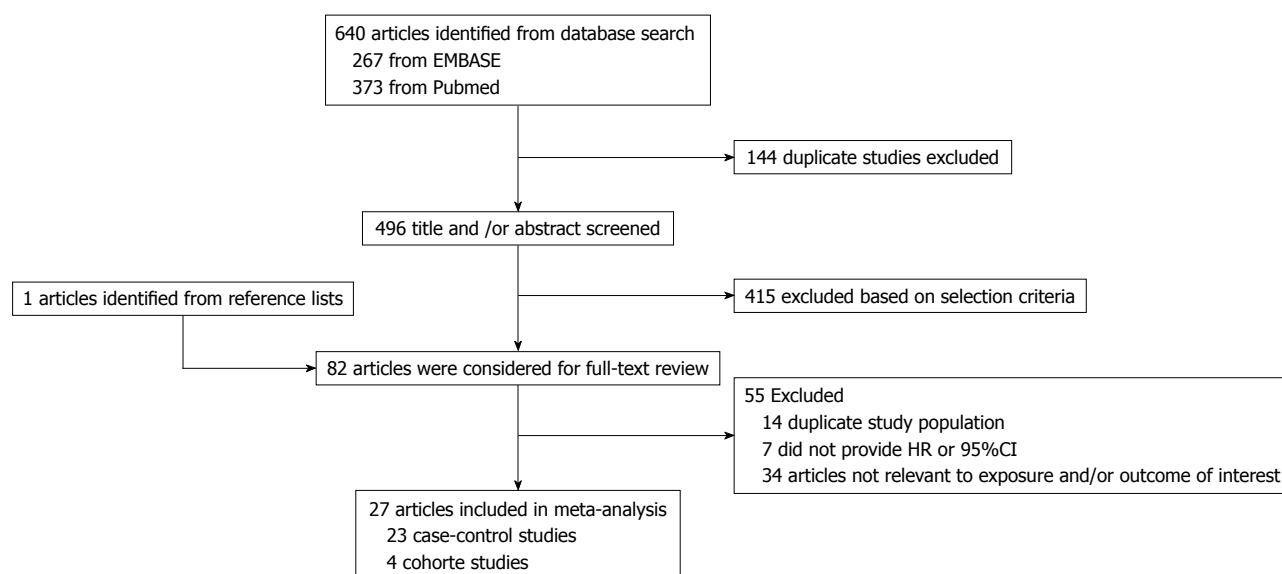 640 articles identified from database search
267 from EMBASE
373 from Pubmed
144 duplicate studies excluded
496 title and /or abstract screened
1 articles identified from reference lists
415 excluded based on selection criteria
82 articles were considered for full-text review
55 Excluded
14 duplicate study population
7 did not provide HR or 95%CI
34 articles not relevant to exposure and/or outcome of interest
27 articles included in meta-analysis
23 case-control studies
4 cohorte studies